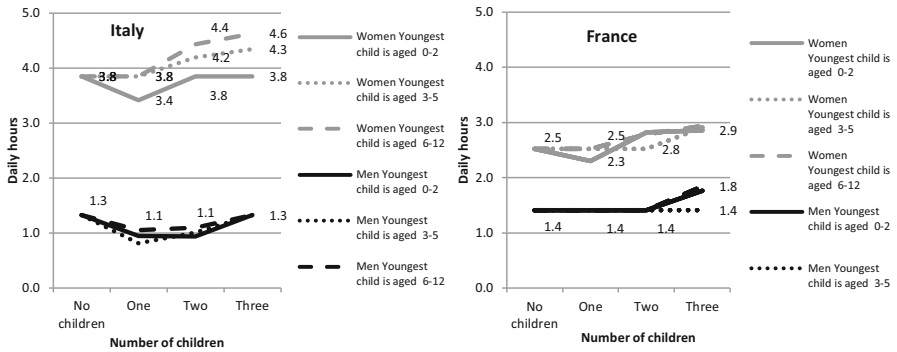 Italy
Daily hours
5.0
4.0
3.0
2.0
1.0
0.0
3.8
3.8
3.4
4.4
4.2
3.8
4.6
4.3
3.8
1.3
1.1
1.1
1.3
No
children
One
Two
Three
Number of children
Women Youngest
child is aged 0-2
Women Youngest
child is aged 3-5
Women Youngest
child is aged 6-12
Men Youngest
child is aged 0-2
Men Youngest
child is aged 3-5
Men Youngest
child is aged 6-12
France
Daily hours
5.0
4.0
3.0
2.0
1.0
0.0
2.5
2.5
2.3
2.8
2.9
1.8
1.4
1.4
1.4
1.4
No
children
One
Two
Three
Number of children
Women
Youngest child is
aged 0-2
Women
Youngest child is
aged 3-5
Women
Youngest child is
aged 6-12
Men Youngest
child is aged
0-2
Men Youngest
child is aged 3-5